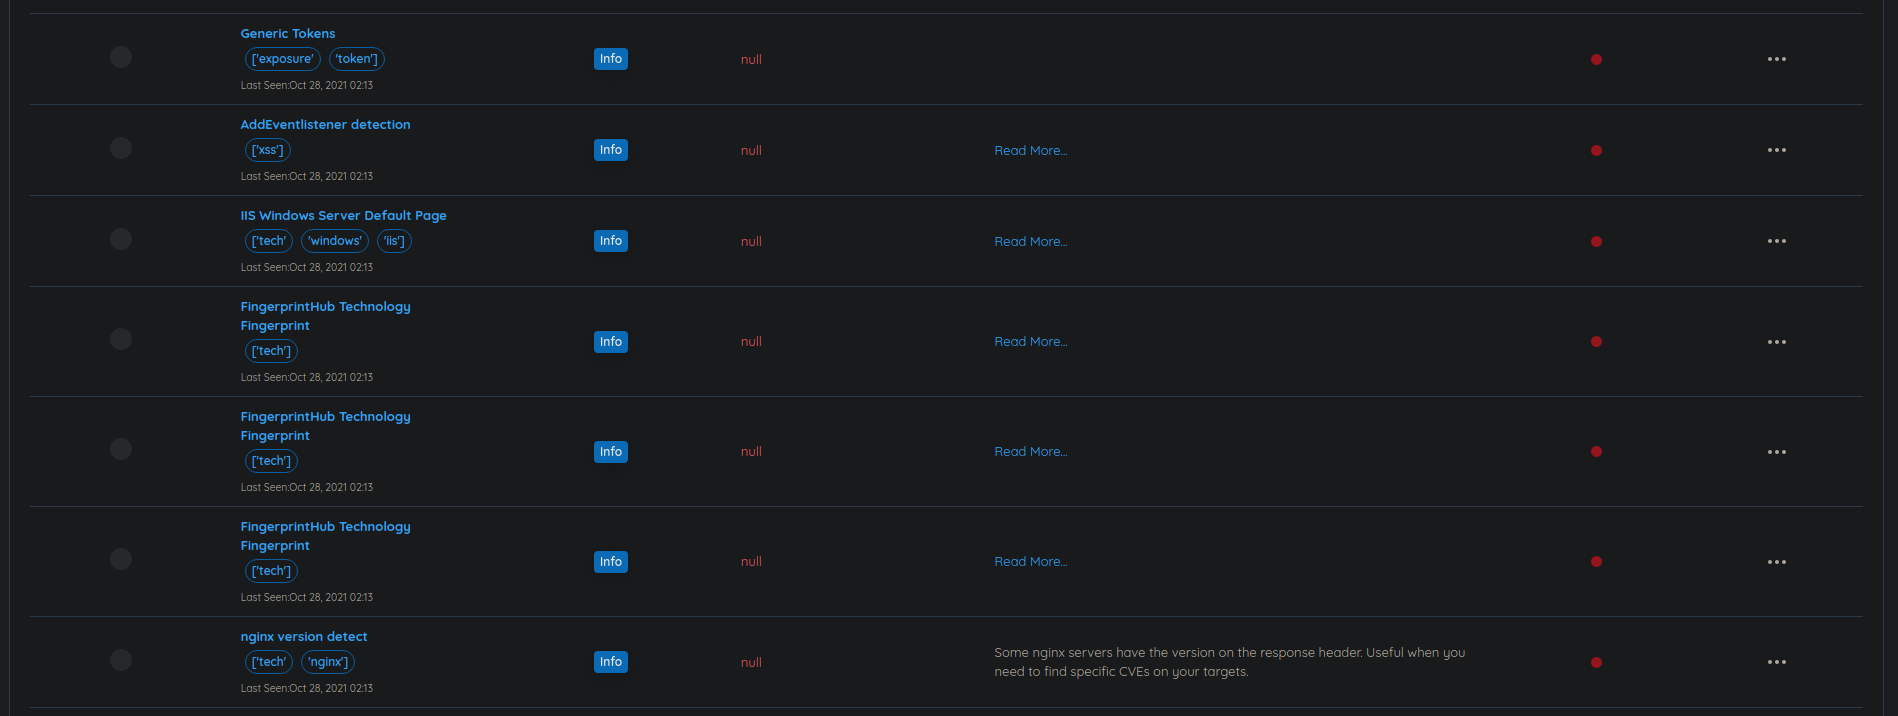 Generic Tokens
['exposure' 'token']
Info
null
Last Seen:Oct 28, 2021 02:13
AddEventlistener detection
['xss']
Info
null
Read More...
Last Seen:Oct 28, 2021 02:13
IIS Windows Server Default Page
['tech' 'windows' 'iis']
Info
null
Read More...
Last Seen:Oct 28, 2021 02:13
FingerprintHub Technology
Fingerprint
['tech']
Info
null
Read More...
Last Seen:Oct 28, 2021 02:13
FingerprintHub Technology
Fingerprint
['tech']
Info
null
Read More...
Last Seen:Oct 28, 2021 02:13
FingerprintHub Technology
Fingerprint
['tech']
Info
null
Read More...
Last Seen:Oct 28, 2021 02:13
nginx version detect
['tech' 'nginx']
Info
null
Some nginx servers have the version on the response header. Useful when you
need to find specific CVEs on your targets.
Last Seen:Oct 28, 2021 02:13